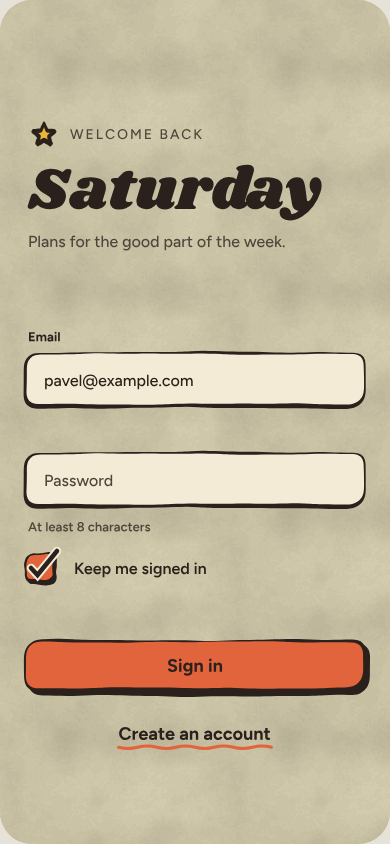 WELCOME BACK
Saturday
Plans for the good part of the week.
Email
pavel@example.com
Password
At least 8 characters
Keep me signed in
Sign in
Create an account